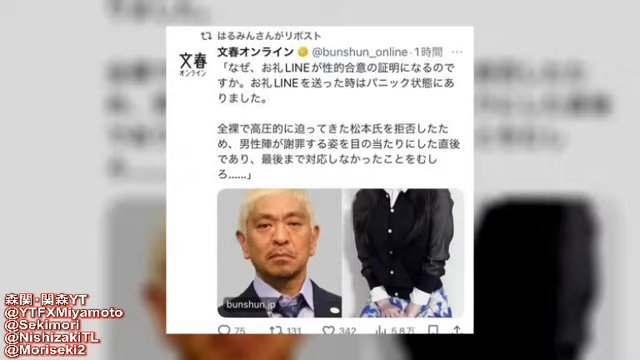 はるみんさんがリポスト
文春オンライン @bunshun_online・1時間 …
文春
オンライン
「なぜ、お礼LINEが性的合意の証明になるので
すか。お礼LINEを送った時はパニック状態にあ
りました。
全裸で高圧的に迫ってきた松本氏を拒否したた
め、男性陣が謝罪する姿を目の当たりにした直後
であり、最後まで対応しなかったことをむし
ろ……」
bunshun.jp
75 131 342 5.8万
森関・関森YT
@YTFXMiyamoto
@Sekimori
@NishizakiTL
@Moriseki2